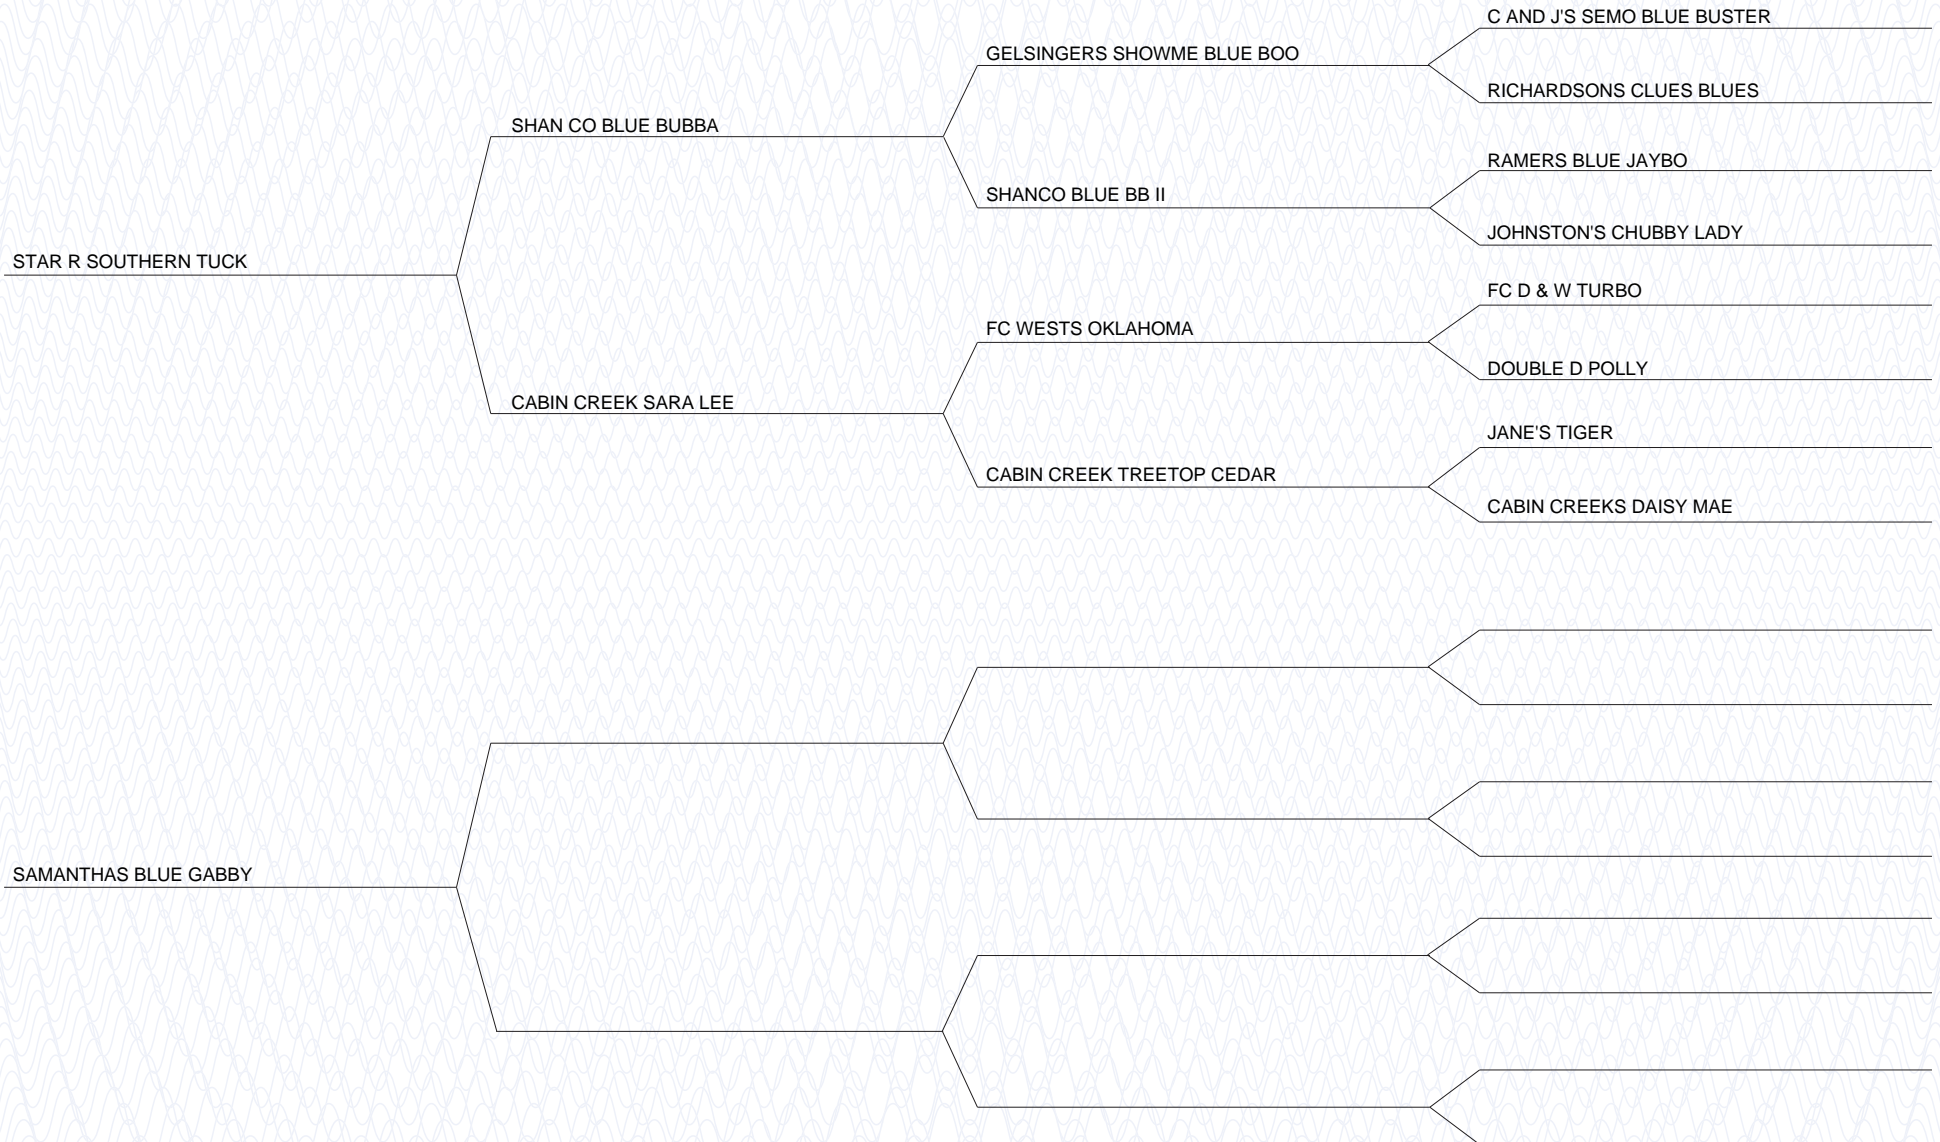 C AND J'S SEMO BLUE BUSTER
GELSINGERS SHOWME BLUE BOO
RICHARDSONS CLUES BLUES
SHAN CO BLUE BUBBA
RAMERS BLUE JAYBO
SHANCO BLUE BB II
JOHNSTON'S CHUBBY LADY
STAR R SOUTHERN TUCK
FC D & W TURBO
FC WESTS OKLAHOMA
DOUBLE D POLLY
CABIN CREEK SARA LEE
JANE'S TIGER
CABIN CREEK TREETOP CEDAR
CABIN CREEKS DAISY MAE
SAMANTHAS BLUE GABBY